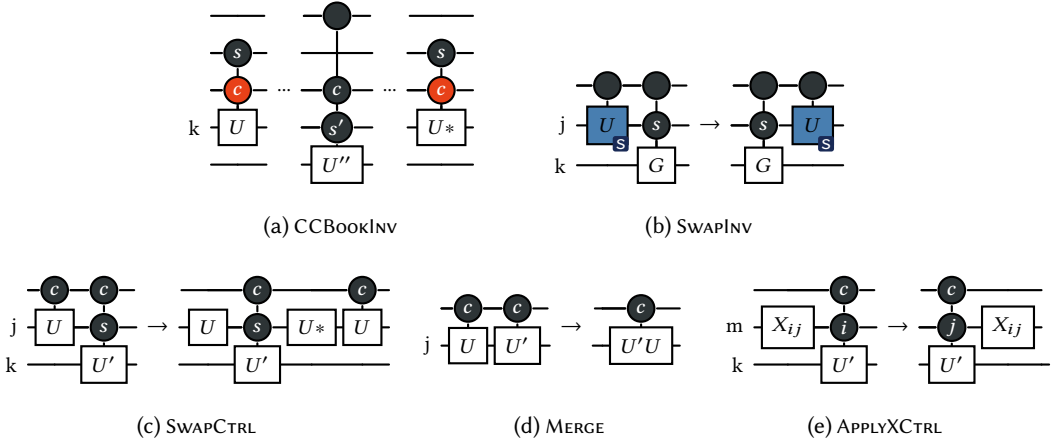 s s
c ... c ... c
k U s′ U*
U′′
(a) CCBookInv
j U s → s U
S S
k G G
(b) SwapInv
c c c c
j U s → U s U* U
k U′ U′
(c) SwapCtrl
c c c
j U U′ → U′U
(d) Merge
c c
m X_ij i → j X_ij
k U′ U′
(e) ApplyXCtrl